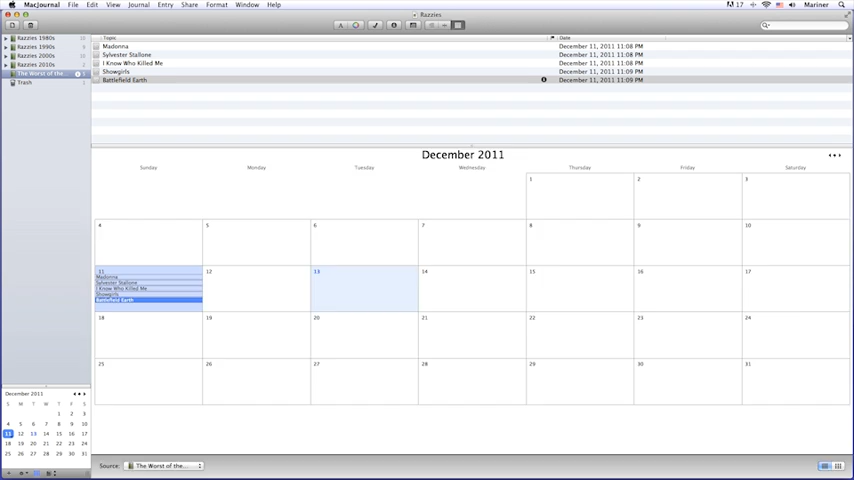 MacJournal File Edit View Journal Entry Share Format Window Help 17 Mariner
Razzies
Topic Date
Razzies 1980s 10
Razzies 1990s
Razzies 2000s
Razzies 2010s 2
The Worst of the... 5
Trash
Madonna December 11, 2011 11:08 PM
Sylvester Stallone December 11, 2011 11:08 PM
I Know Who Killed Me December 11, 2011 11:08 PM
Showgirls December 11, 2011 11:09 PM
Battlefield Earth December 11, 2011 11:09 PM
December 2011
Sunday Monday Tuesday Wednesday Thursday Friday Saturday
1 2 3
4 5 6 7 8 9 10
11 12 13 14 15 16 17
Madonna
Sylvester Stallone
I Know Who Killed Me
Showgirls
Battlefield Earth
18 19 20 21 22 23 24
25 26 27 28 29 30 31
December 2011
S M T W T F S
1 2 3
4 5 6 7 8 9 10
11 12 13 14 15 16 17
18 19 20 21 22 23 24
25 26 27 28 29 30 31
Source: The Worst of the...